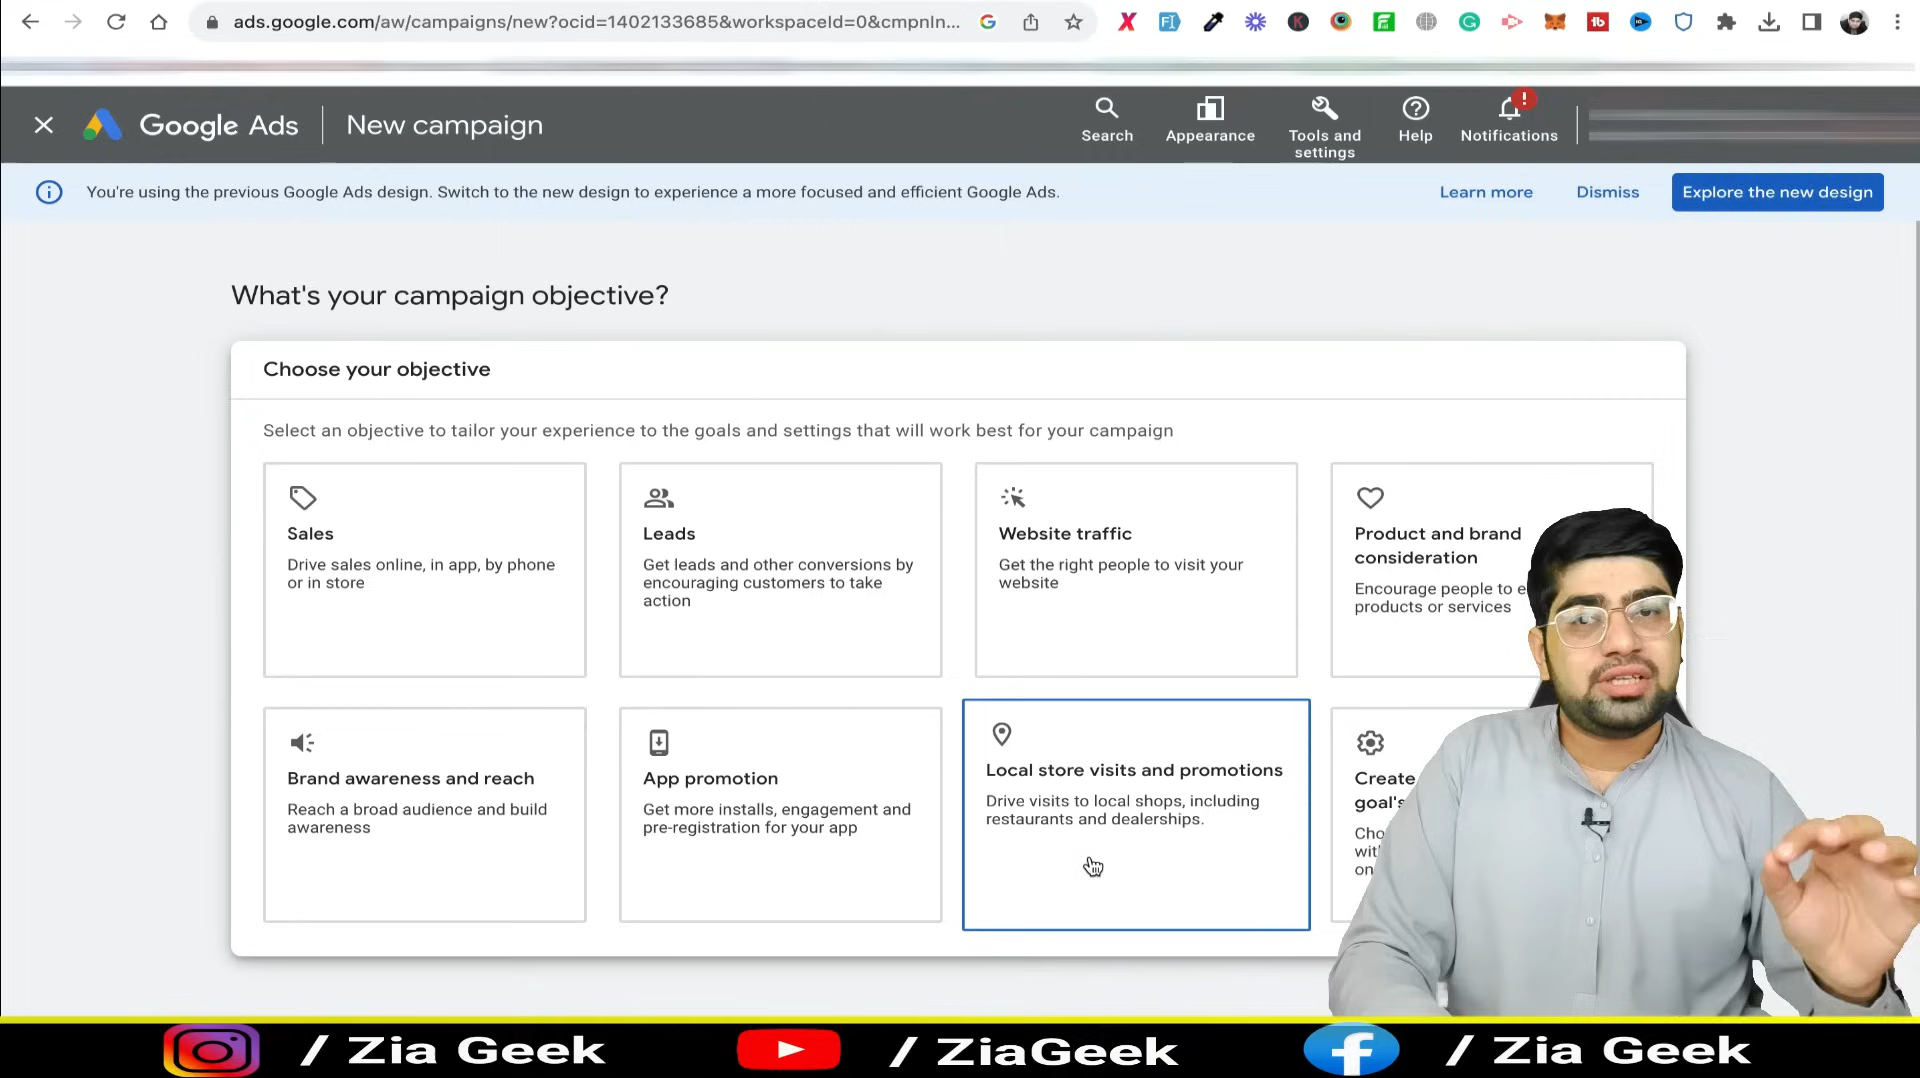 ads.google.com/aw/campaigns/new?ocid=1402133685&workspaceId=0&cmpnIn...
Google Ads
New campaign
Search
Appearance
Tools and
settings
Help
Notifications
You're using the previous Google Ads design. Switch to the new design to experience a more focused and efficient Google Ads.
Learn more
Dismiss
Explore the new design
What's your campaign objective?
Choose your objective
Select an objective to tailor your experience to the goals and settings that will work best for your campaign
Sales
Drive sales online, in app, by phone
or in store
Leads
Get leads and other conversions by
encouraging customers to take
action
Website traffic
Get the right people to visit your
website
Product and brand
consideration
Encourage people to e
products or services
Brand awareness and reach
Reach a broad audience and build
awareness
App promotion
Get more installs, engagement and
pre-registration for your app
Local store visits and promotions
Drive visits to local shops, including
restaurants and dealerships.
Create
goal's
Cho
wit
on
/ Zia Geek
/ ZiaGeek
/ Zia Geek